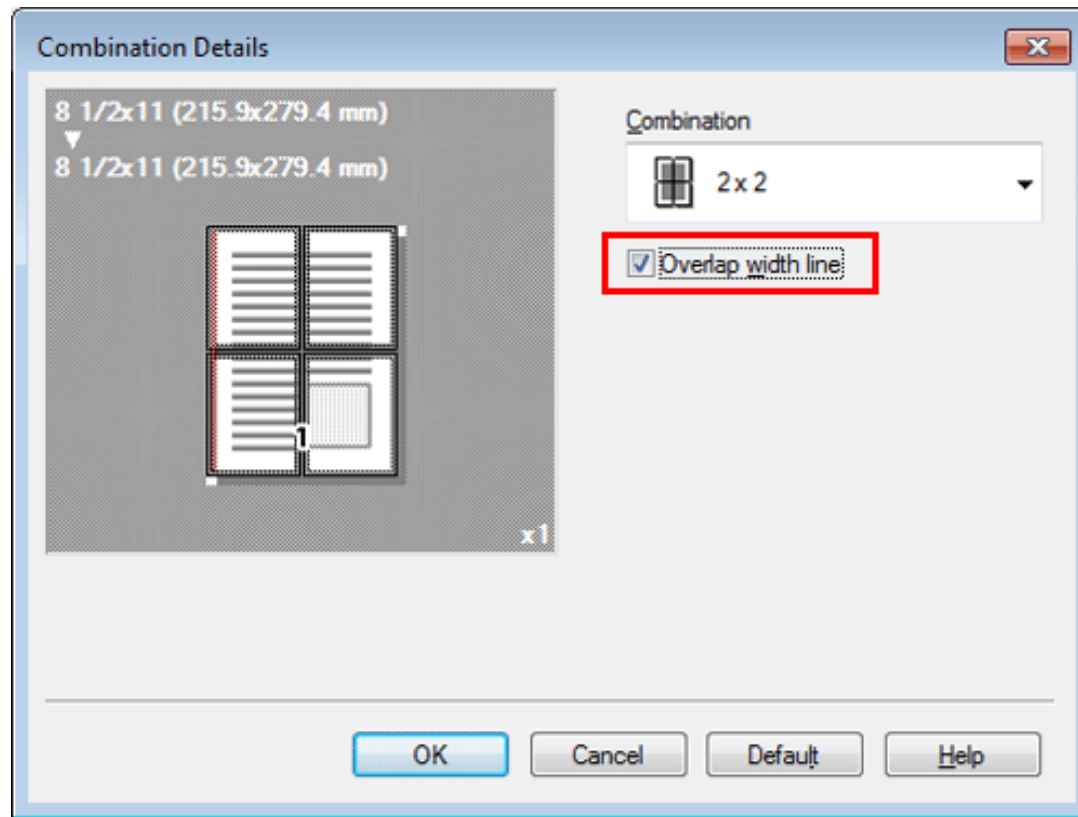 Combination Details
8 1/2x11 (215.9x279.4 mm)
8 1/2x11 (215.9x279.4 mm)
1
x1
Combination
2 x 2
Overlap width line
OK
Cancel
Default
Help